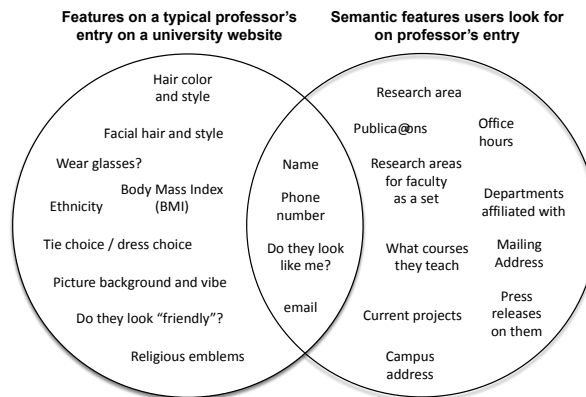 Features on a typical professor's
entry on a university website
Semantic features users look for
on professor's entry
Hair color
and style
Facial hair and style
Wear glasses?
Body Mass Index
(BMI)
Ethnicity
Tie choice / dress choice
Picture background and vibe
Do they look “friendly”?
Religious emblems
Name
Phone
number
Do they look
like me?
email
Research area
Publica@ons
Office
hours
Research areas
for faculty
as a set
Departments
affiliated with
What courses
they teach
Mailing
Address
Current projects
Press
releases
on them
Campus
address